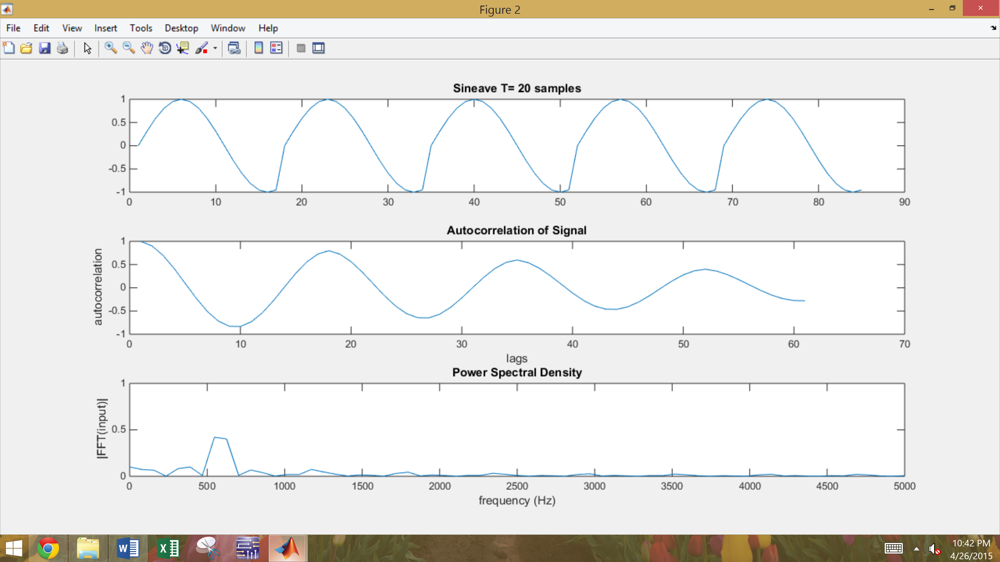 Figure 2
File Edit View Insert Tools Desktop Window Help
Sineave T= 20 samples
1
0.5
0
-0.5
-1
0 10 20 30 40 50 60 70 80 90
Autocorrelation of Signal
autocorrelation
1
0.5
0
-0.5
-1
0 10 20 30 40 50 60 70
lags
Power Spectral Density
|FFT(input)|
1
0.5
0
0 500 1000 1500 2000 2500 3000 3500 4000 4500 5000
frequency (Hz)
10:42 PM
4/26/2015